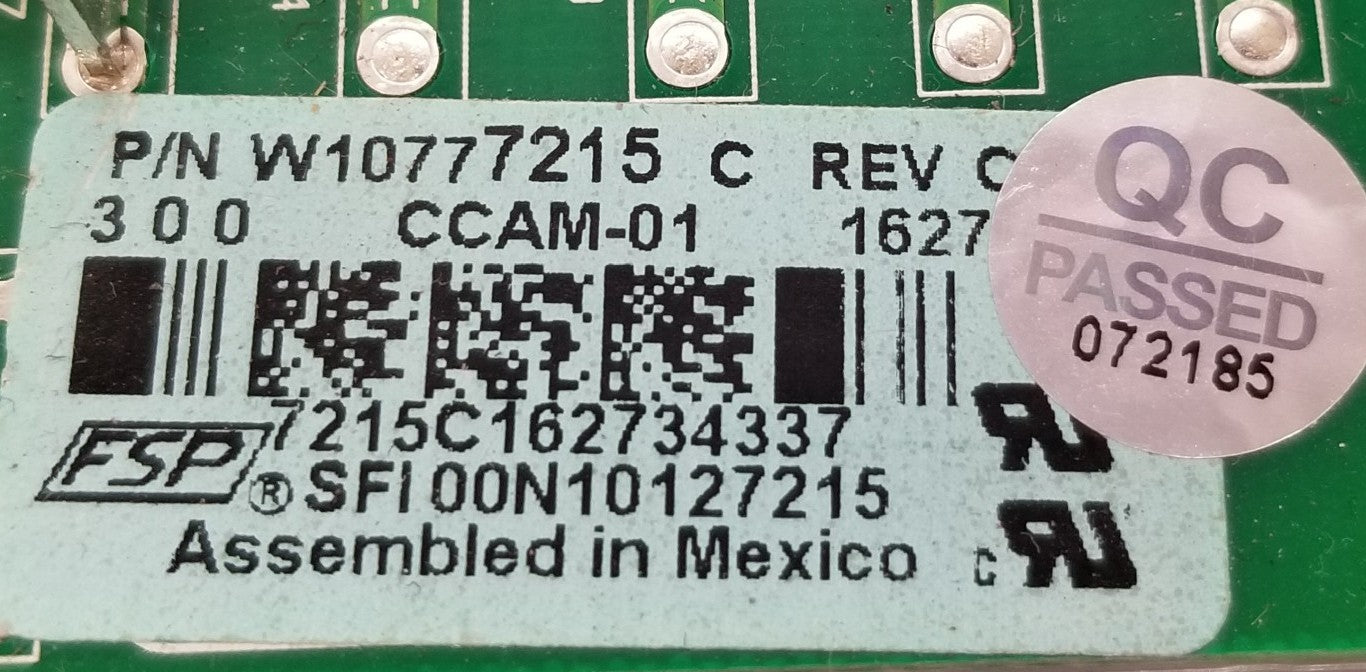 P/N W10777215 C REV C
300 CCAM-01 1627
QC
PASSED
072185
7215C162734337
FSP
® SFI 00N10127215
Assembled in Mexico
c